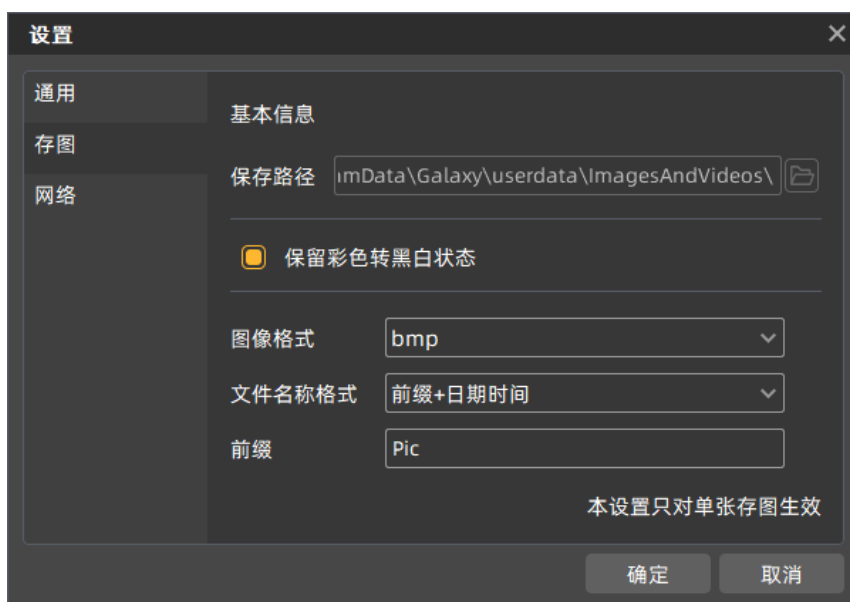 设置
通用
存图
网络
基本信息
保存路径 mData\Galaxy\userdata\ImagesAndVideos\
保留彩色转黑白状态
图像格式 bmp
文件名称格式 前缀+日期时间
前缀 Pic
本设置只对单张存图生效
确定 取消